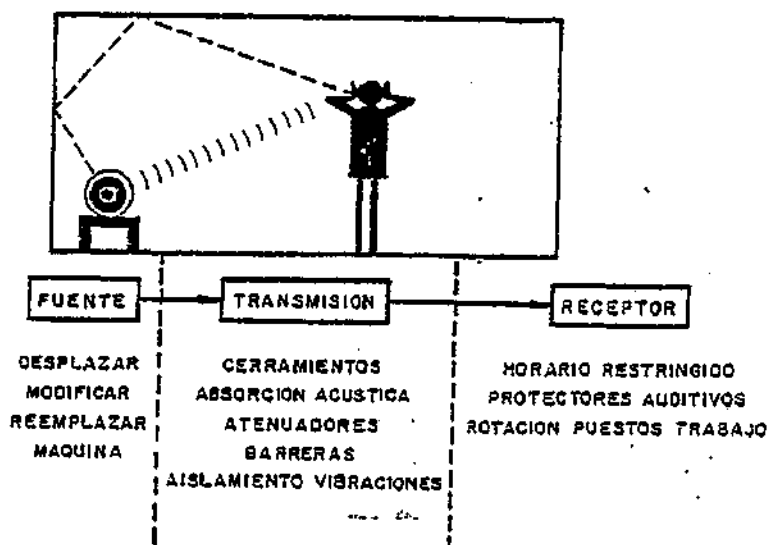 FUENTE
TRANSMISION
RECEPTOR
DESPLAZAR
MODIFICAR
REEMPLAZAR
MAQUINA
CERRAMIENTOS
ABSORCION ACUSTICA
ATENUADORES
BARRERAS
AISLAMIENTO VIBRACIONES
HORARIO RESTRINGIDO
PROTECTORES AUDITIVOS
ROTACION PUESTOS TRABAJO